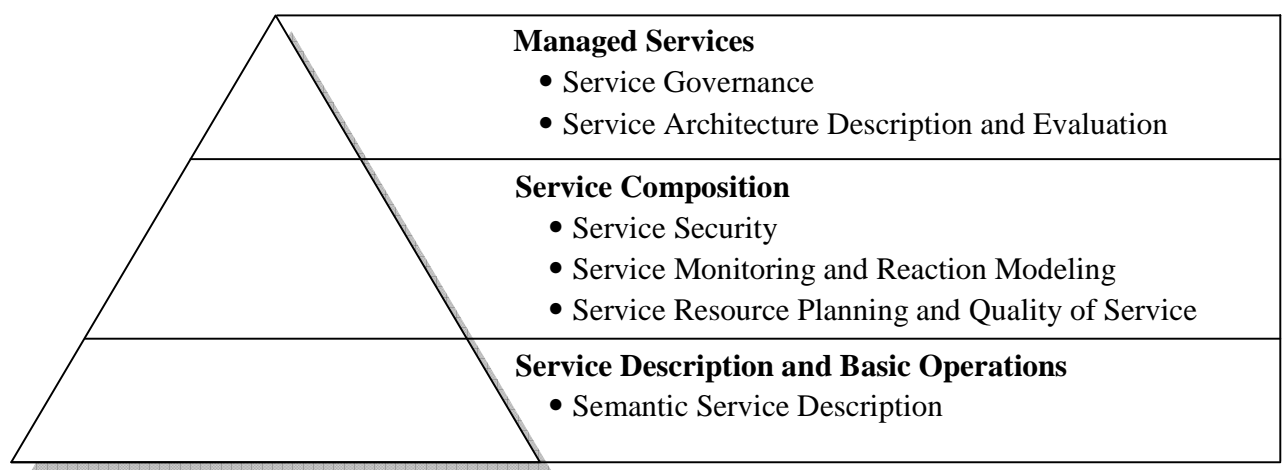 Managed Services
• Service Governance
• Service Architecture Description and Evaluation
Service Composition
• Service Security
• Service Monitoring and Reaction Modeling
• Service Resource Planning and Quality of Service
Service Description and Basic Operations
• Semantic Service Description